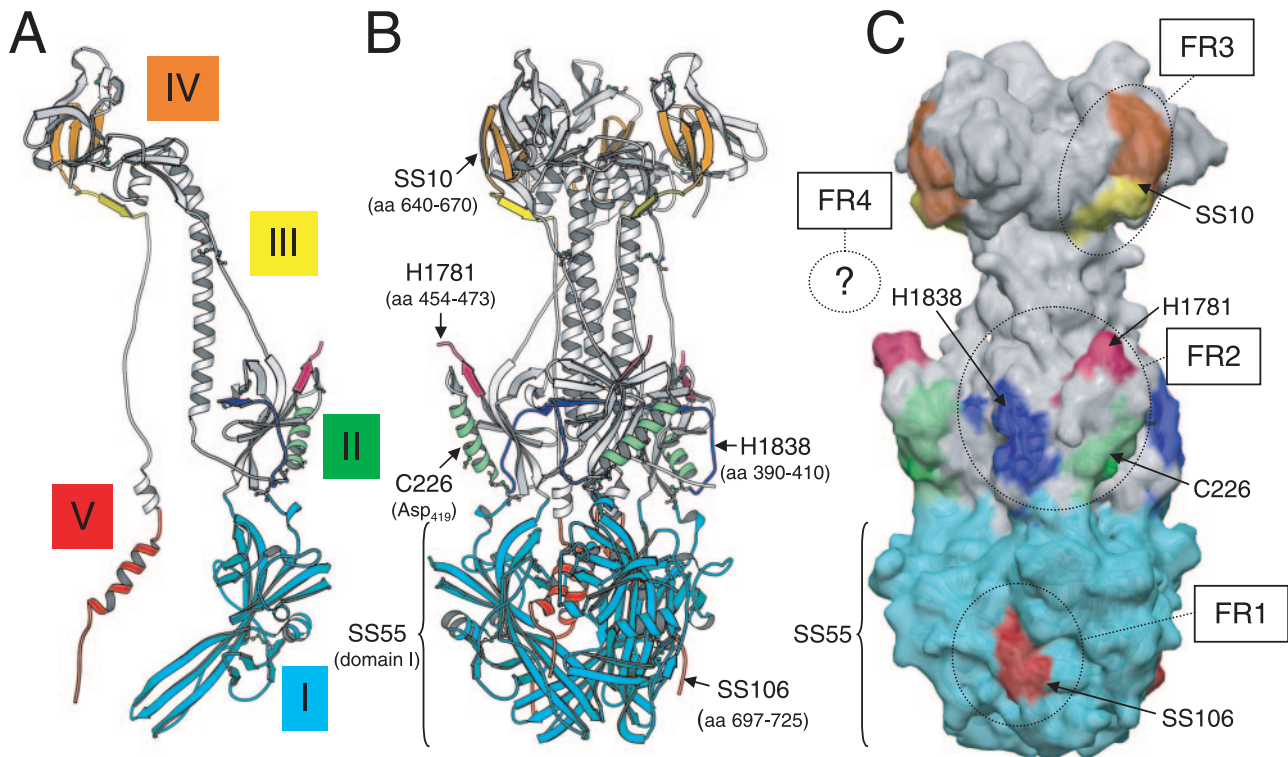 A
IV
III
II
V
I
B
SS10
(aa 640-670)
H1781
(aa 454-473)
C226
(Asp419)
H1838
(aa 390-410)
SS55
(domain I)
SS106
(aa 697-725)
C
FR3
SS10
FR4
?
H1838
H1781
FR2
C226
SS55
FR1
SS106